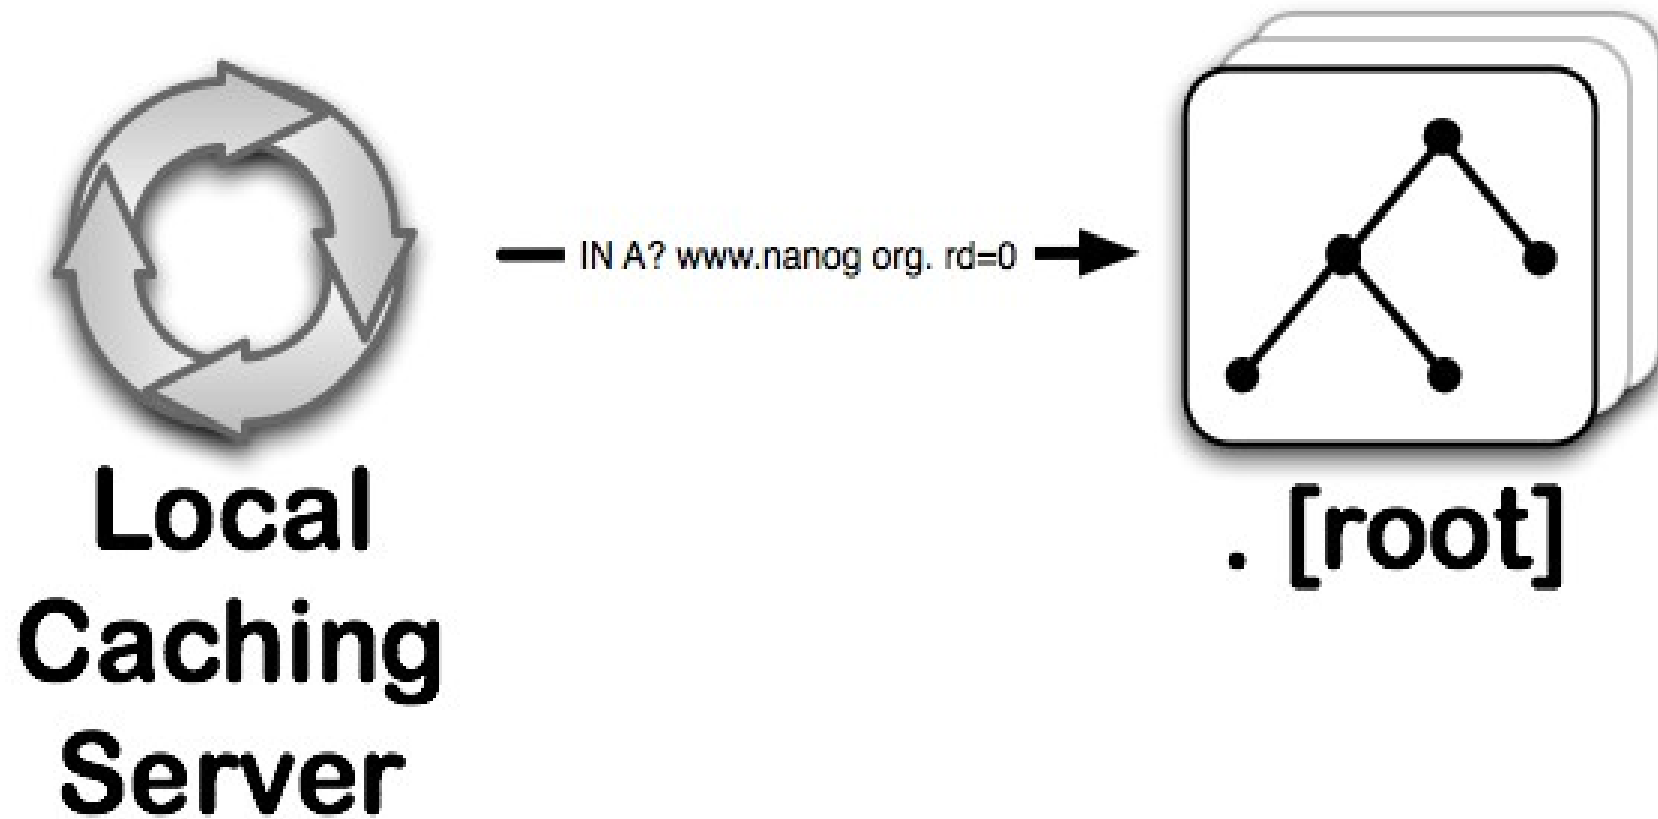 IN A? www.nanog org. rd=0
Local
Caching
Server
. [root]